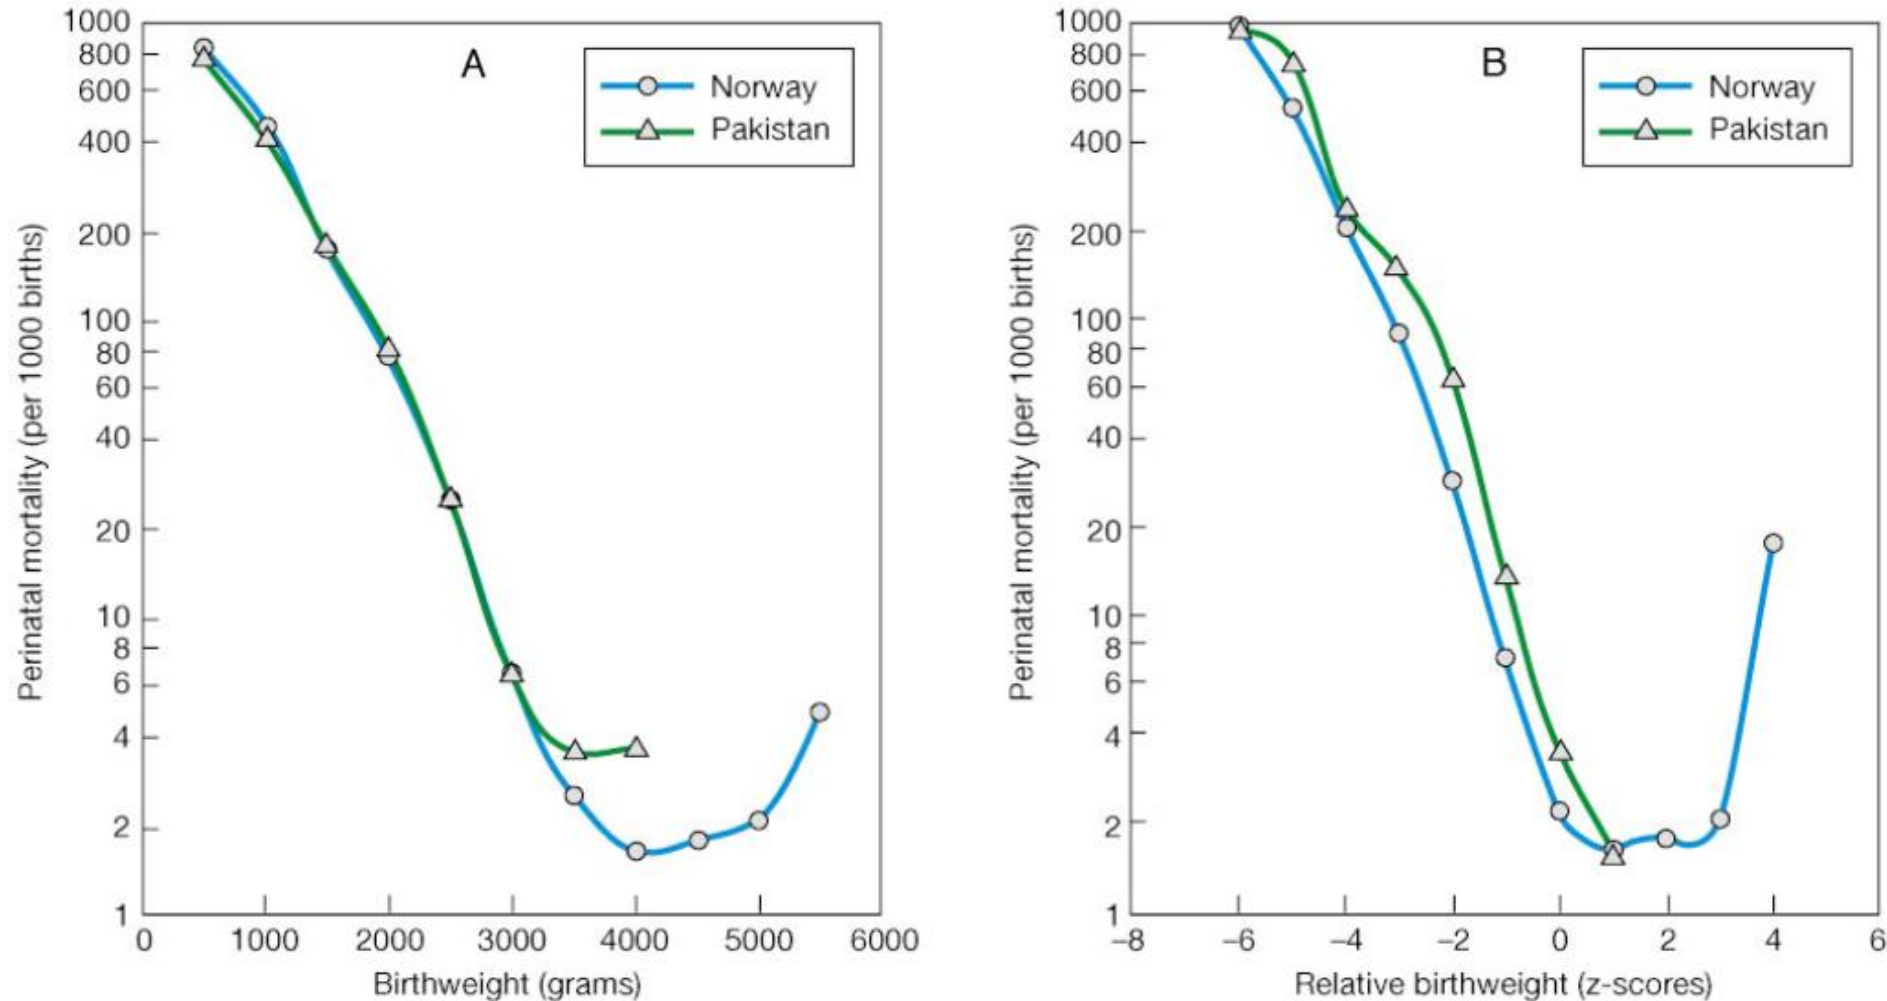 A
Norway
Pakistan
Perinatal mortality (per 1000 births)
1000
800
600
400
200
100
80
60
40
20
10
8
6
4
2
1
0 1000 2000 3000 4000 5000 6000
Birthweight (grams)
B
Norway
Pakistan
Perinatal mortality (per 1000 births)
1000
800
600
400
200
100
80
60
40
20
10
8
6
4
2
1
–8 –6 –4 –2 0 2 4 6
Relative birthweight (z-scores)